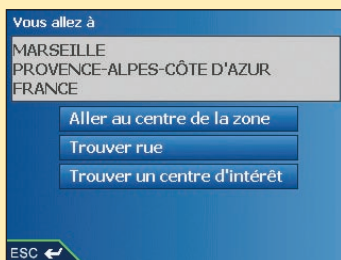 Vous allez à
MARSEILLE
PROVENCE-ALPES-CÔTE D'AZUR
FRANCE
Aller au centre de la zone
Trouver rue
Trouver un centre d'intérêt
ESC